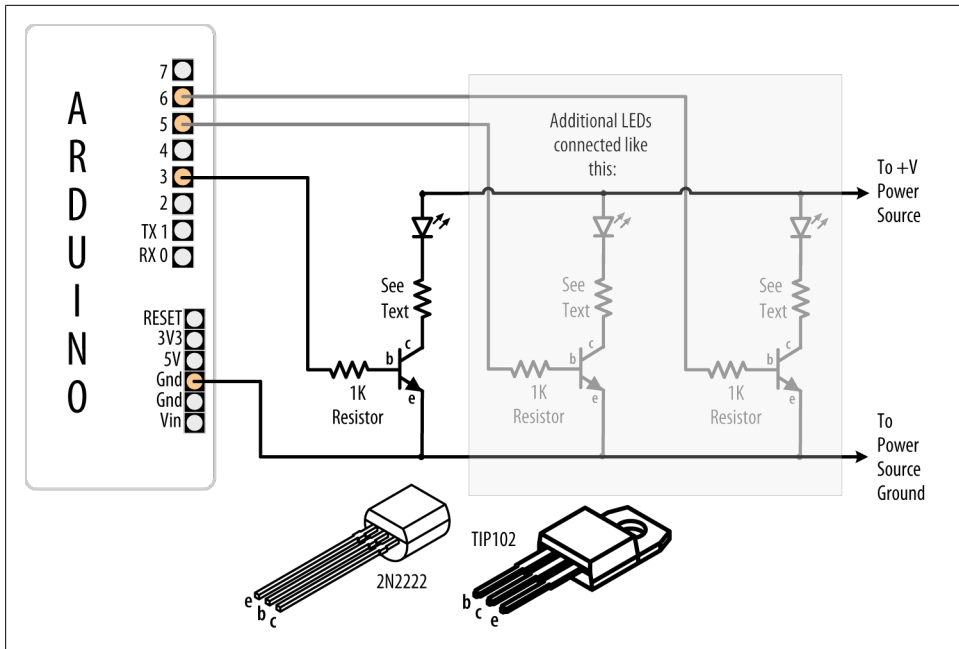 ARDUINO
7
6
5
4
3
2
TX 1
RX 0
RESET
3V3
5V
Gnd
Gnd
Vin
Additional LEDs
connected like
this:
To +V
Power
Source
See
Text
See
Text
See
Text
c
b
e
1K
Resistor
c
b
e
1K
Resistor
c
b
e
1K
Resistor
To
Power
Source
Ground
2N2222
e
b
c
TIP102
b
c
e